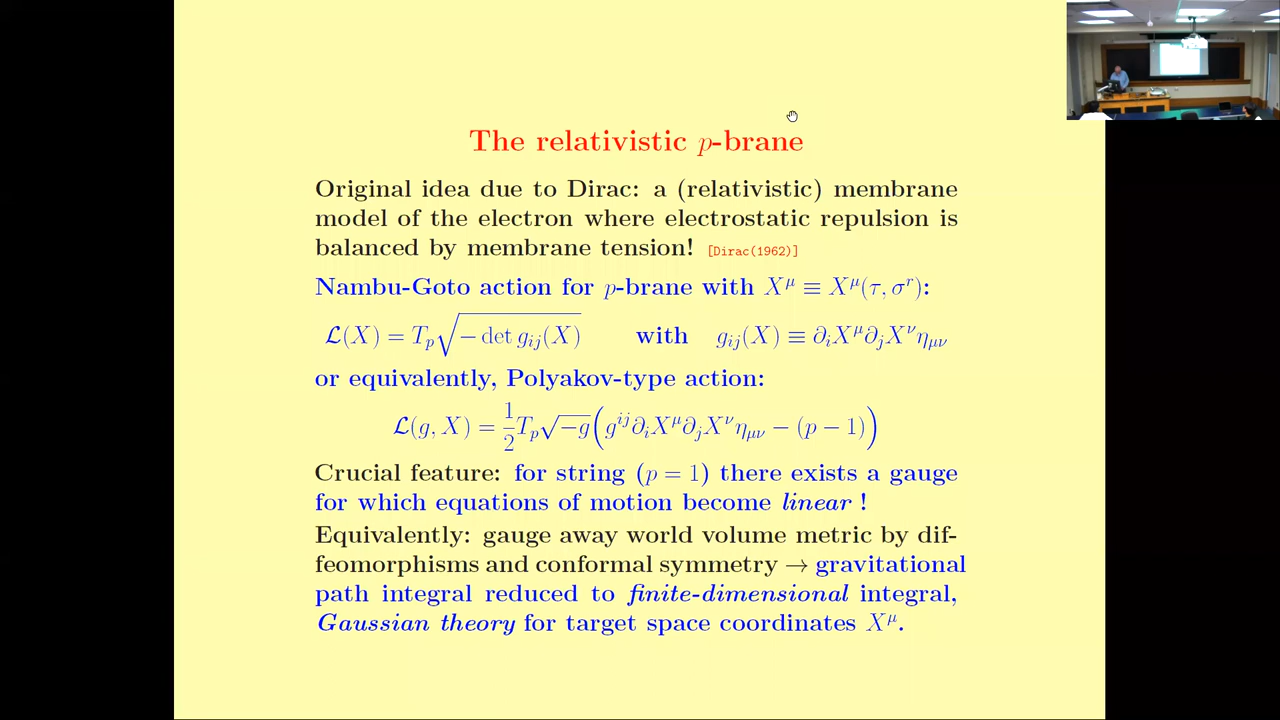 The relativistic p-brane
Original idea due to Dirac: a (relativistic) membrane
model of the electron where electrostatic repulsion is
balanced by membrane tension! [Dirac(1962)]
Nambu-Goto action for p-brane with X^μ ≡ X^μ(τ, σ^r):
ℒ(X) = T_p √(− det g_ij(X)) with g_ij(X) ≡ ∂_i X^μ ∂_j X^ν η_μν
or equivalently, Polyakov-type action:
ℒ(g, X) = 1/2 T_p √−g (g^ij ∂_i X^μ ∂_j X^ν η_μν − (p − 1))
Crucial feature: for string (p = 1) there exists a gauge
for which equations of motion become linear !
Equivalently: gauge away world volume metric by dif-
feomorphisms and conformal symmetry → gravitational
path integral reduced to finite-dimensional integral,
Gaussian theory for target space coordinates X^μ.